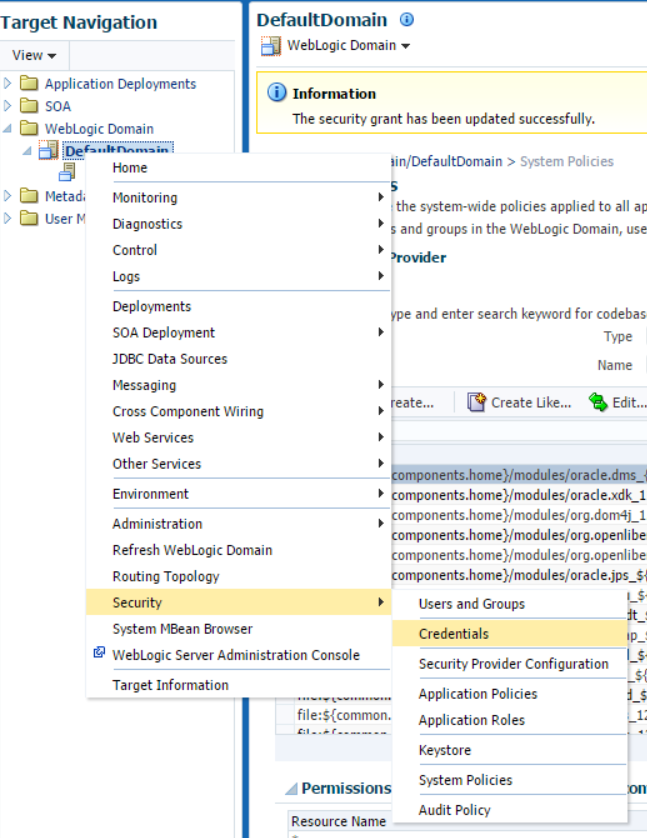 Target Navigation
View
Application Deployments
SOA
WebLogic Domain
DefaultDomain
Metada
User M
DefaultDomain
WebLogic Domain
Information
The security grant has been updated successfully.
ain/DefaultDomain > System Policies
s
the system-wide policies applied to all ap
s and groups in the WebLogic Domain, use
Provider
ype and enter search keyword for codebas
Type
Name
reate...
Create Like...
Edit...
components.home}/modules/oracle.dms_${
components.home}/modules/oracle.xdk_1
components.home}/modules/org.dom4j_1
components.home}/modules/org.openlibe
components.home}/modules/org.openlibe
components.home}/modules/oracle.jps_${
Home
Monitoring
Diagnostics
Control
Logs
Deployments
SOA Deployment
JDBC Data Sources
Messaging
Cross Component Wiring
Web Services
Other Services
Environment
Administration
Refresh WebLogic Domain
Routing Topology
Security
System MBean Browser
WebLogic Server Administration Console
Target Information
Users and Groups
Credentials
Security Provider Configuration
Application Policies
Application Roles
Keystore
System Policies
Audit Policy
file:${common.
Permissions
Resource Name